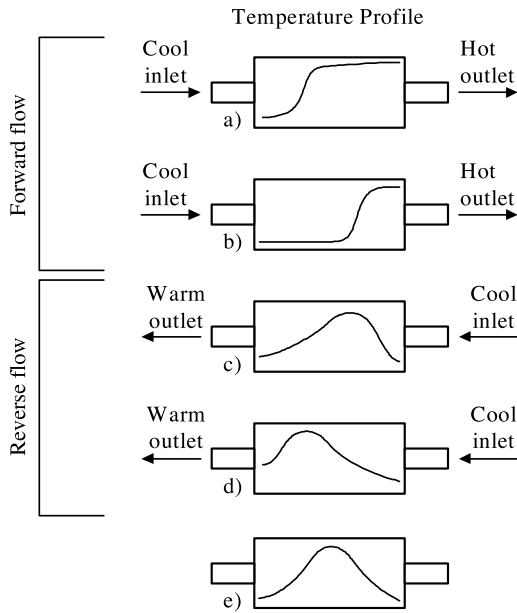 Temperature Profile
Forward flow
Cool
inlet
Hot
outlet
a)
Cool
inlet
Hot
outlet
b)
Reverse flow
Warm
outlet
Cool
inlet
c)
Warm
outlet
Cool
inlet
d)
e)